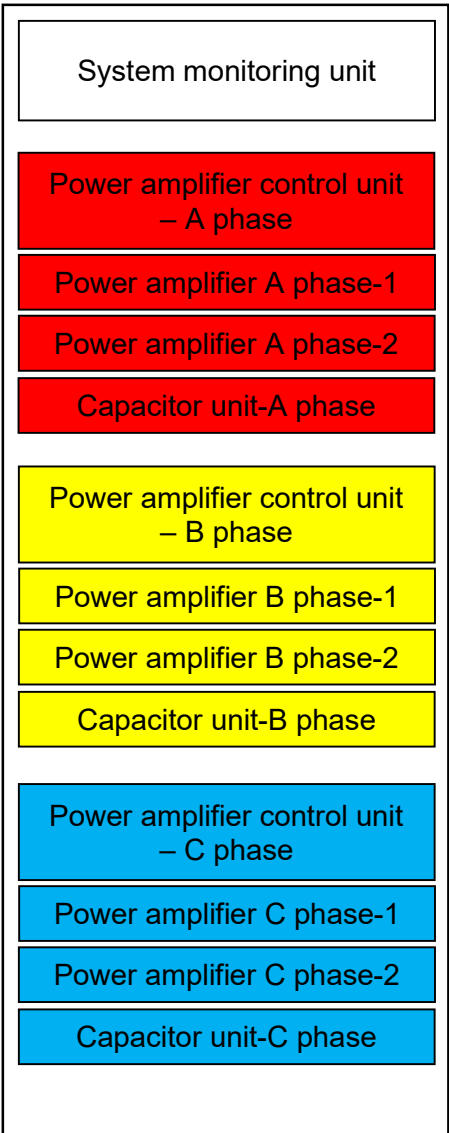 System monitoring unit
Power amplifier control unit
– A phase
Power amplifier A phase-1
Power amplifier A phase-2
Capacitor unit-A phase
Power amplifier control unit
– B phase
Power amplifier B phase-1
Power amplifier B phase-2
Capacitor unit-B phase
Power amplifier control unit
– C phase
Power amplifier C phase-1
Power amplifier C phase-2
Capacitor unit-C phase